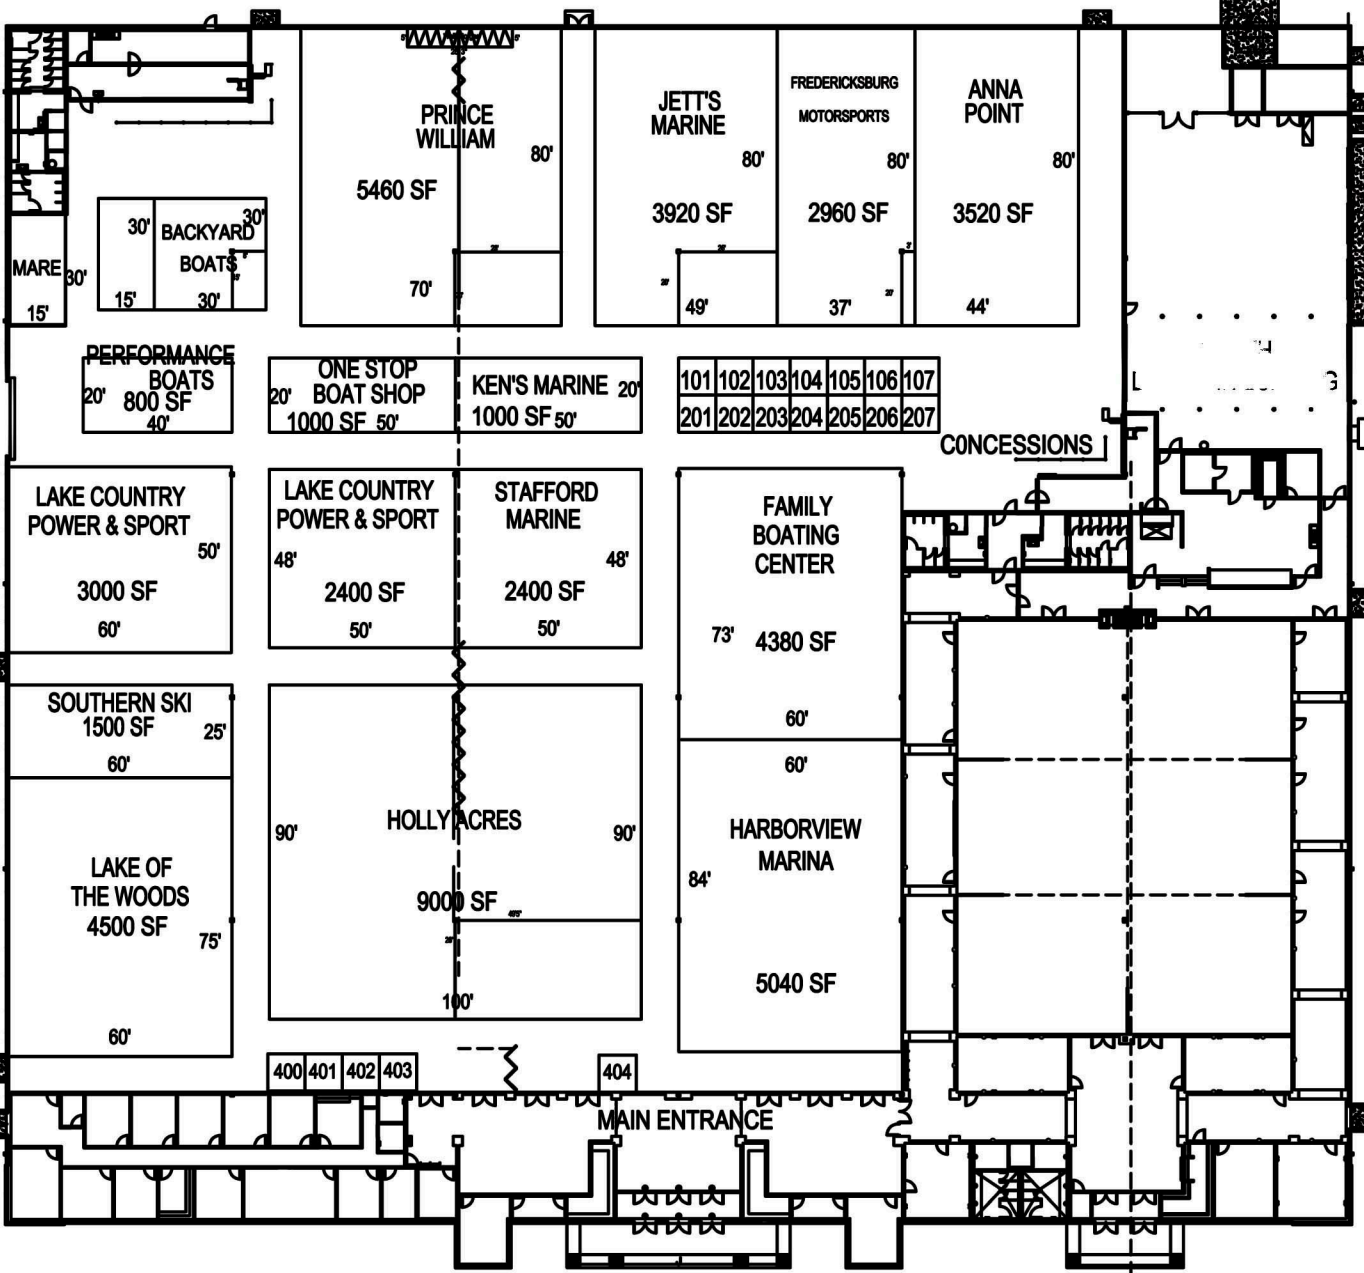 PRINCE
WILLIAM
5460 SF
80'
70'
JETT'S
MARINE
80'
3920 SF
49'
FREDERICKSBURG
MOTORSPORTS
80'
2960 SF
37'
ANNA
POINT
80'
3520 SF
44'
MARE
30'
15'
30'
15'
BACKYARD
BOATS
30'
30'
PERFORMANCE
BOATS
20'
800 SF
40'
ONE STOP
BOAT SHOP
20'
1000 SF 50'
KEN'S MARINE 20'
1000 SF 50'
101 102 103 104 105 106 107
201 202 203 204 205 206 207
CONCESSIONS
LAKE COUNTRY
POWER & SPORT
50'
3000 SF
60'
LAKE COUNTRY
POWER & SPORT
48'
2400 SF
50'
STAFFORD
MARINE
48'
2400 SF
50'
FAMILY
BOATING
CENTER
73' 4380 SF
60'
SOUTHERN SKI
1500 SF
25'
60'
HOLLY ACRES
90' 90'
9000 SF
100'
60'
HARBORVIEW
MARINA
84'
5040 SF
LAKE OF
THE WOODS
4500 SF
75'
60'
400 401 402 403
404
MAIN ENTRANCE